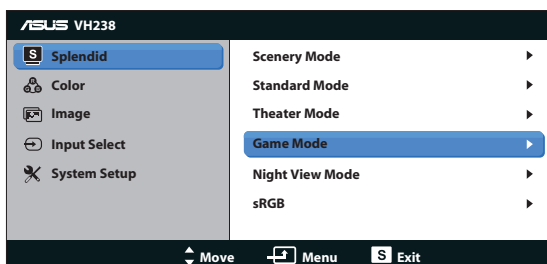 ASUS VH238
S Splendid
Color
Image
Input Select
System Setup
Scenery Mode
Standard Mode
Theater Mode
Game Mode
Night View Mode
sRGB
Move Menu S Exit